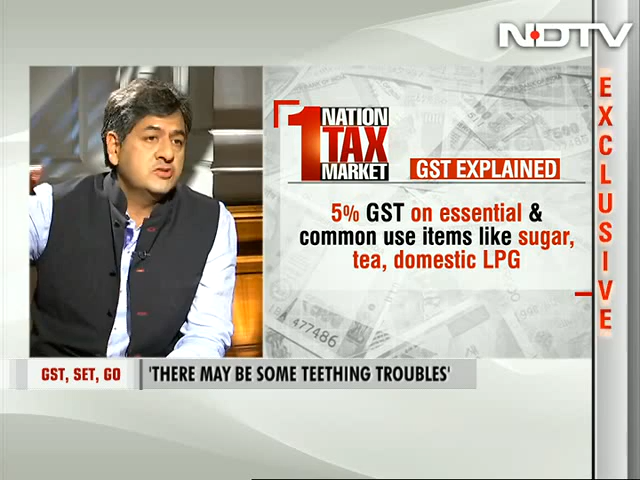 NDTV
EXCLUSIVE
1 NATION
TAX
MARKET
GST EXPLAINED
5% GST on essential &
common use items like sugar,
tea, domestic LPG
GST, SET, GO
'THERE MAY BE SOME TEETHING TROUBLES'